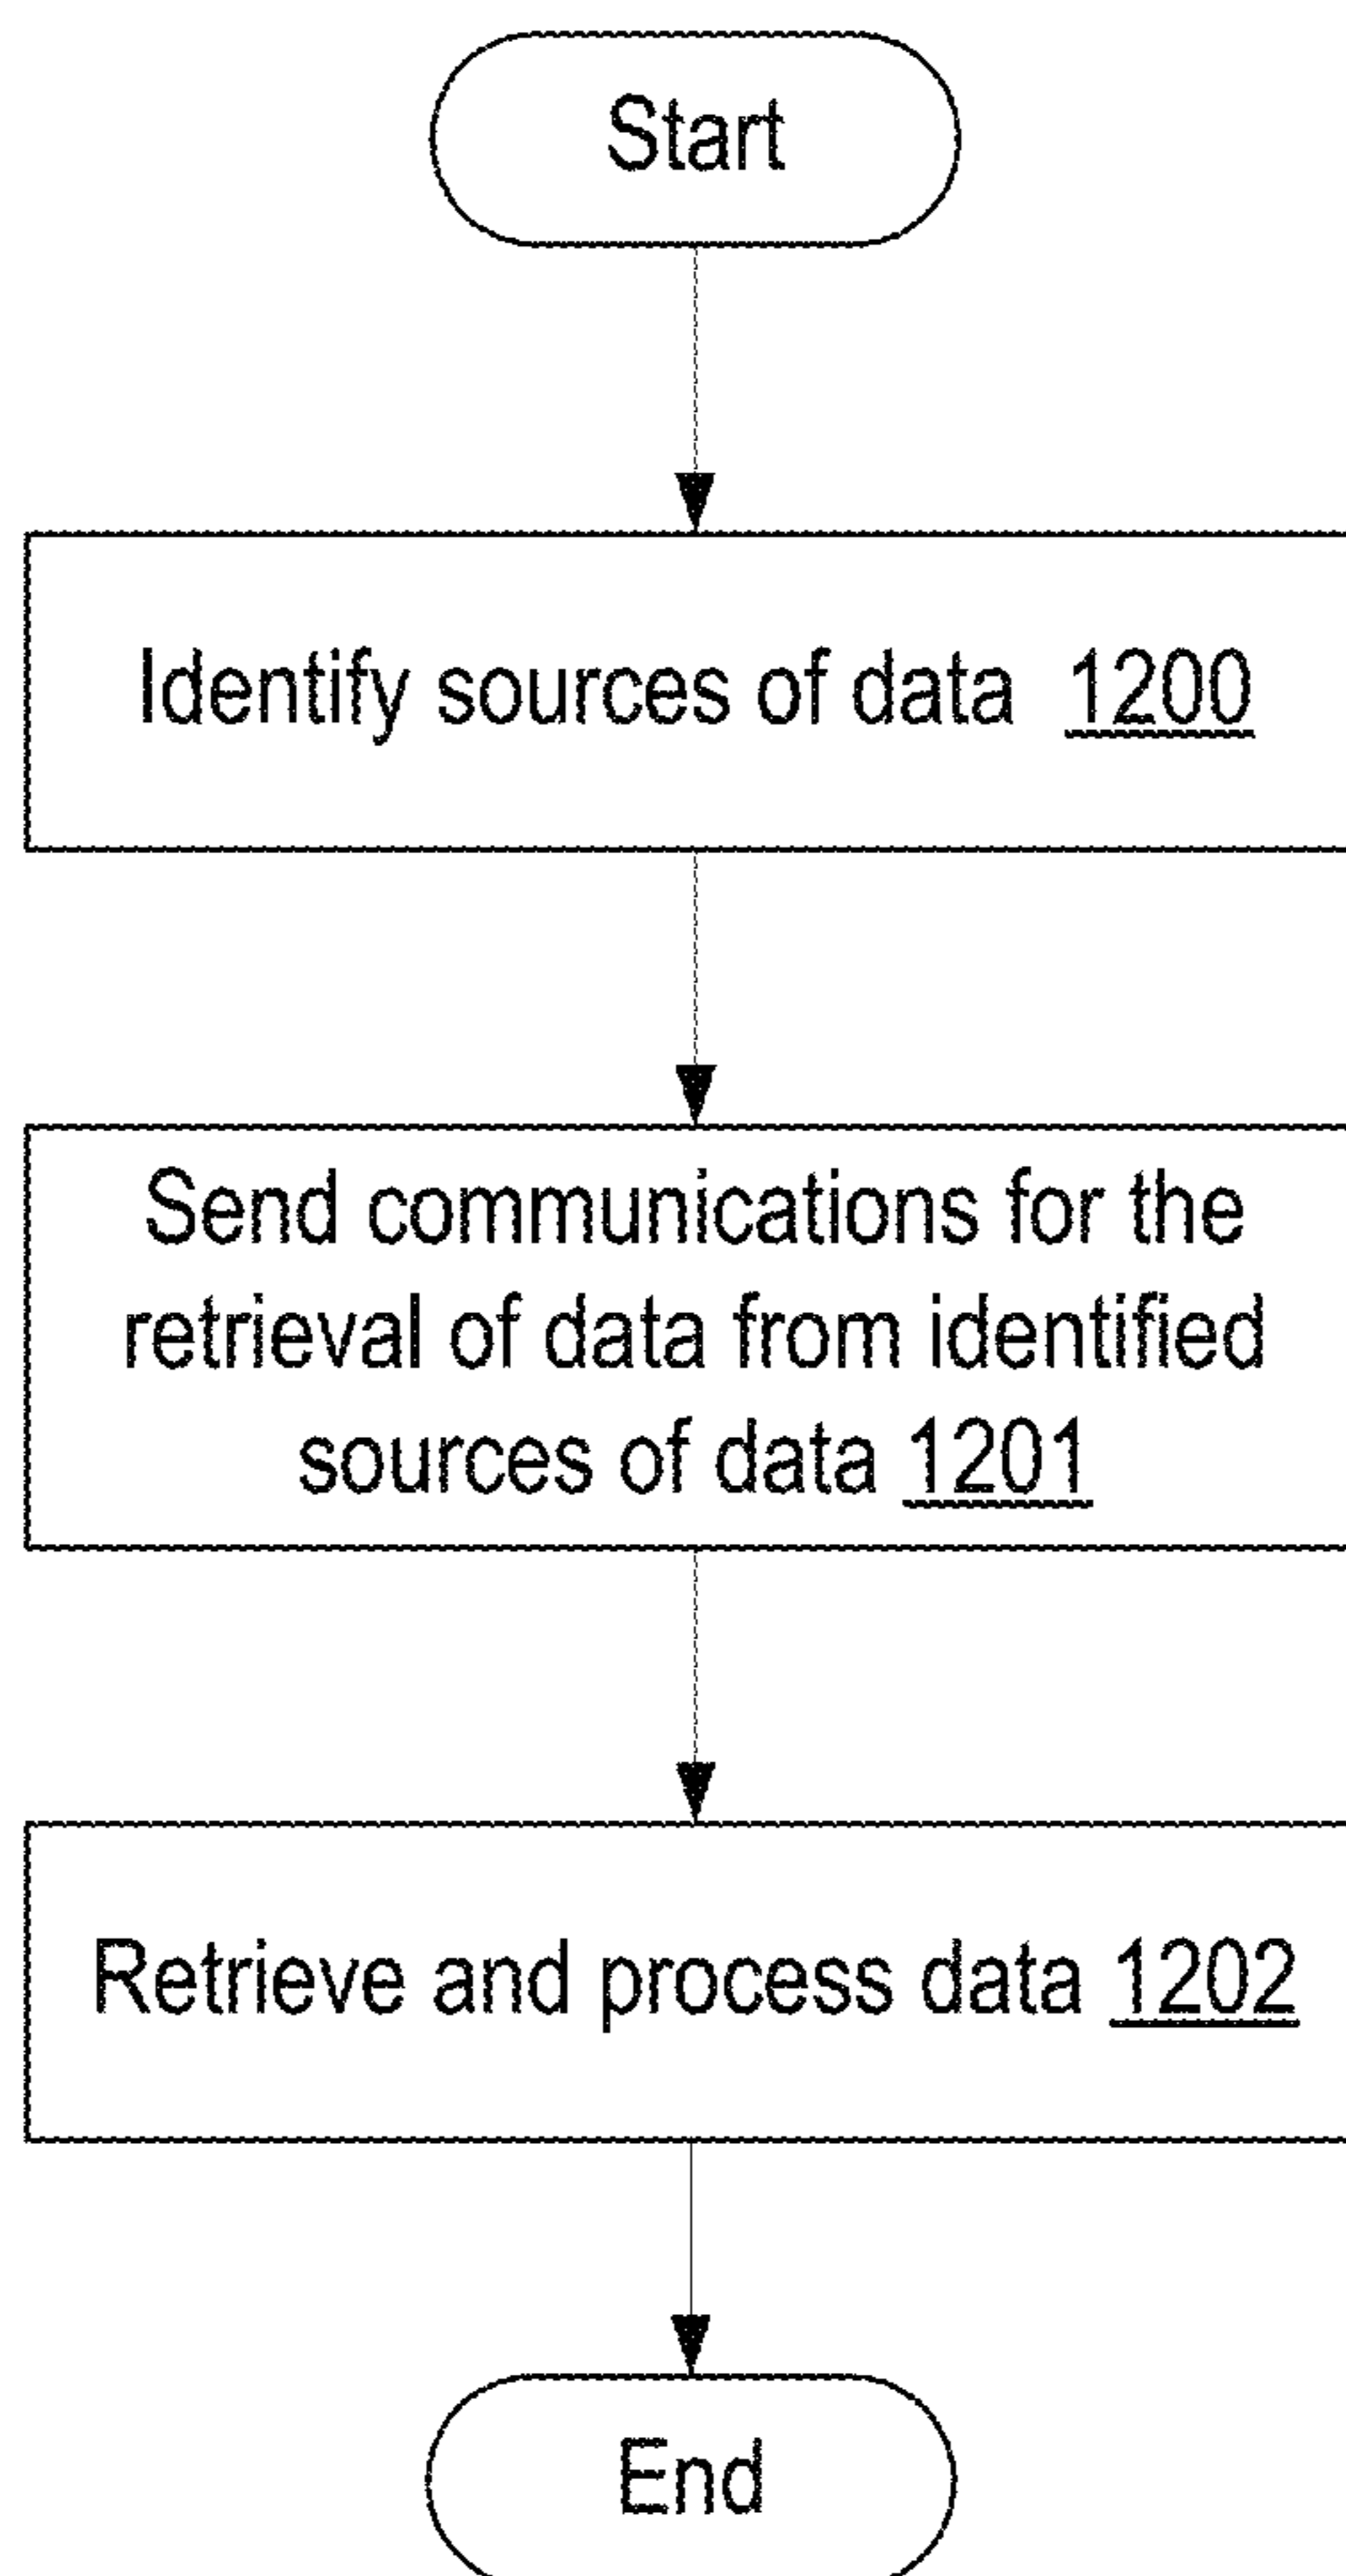 Start
Identify sources of data 1200
Send communications for the
retrieval of data from identified
sources of data 1201
Retrieve and process data 1202
End